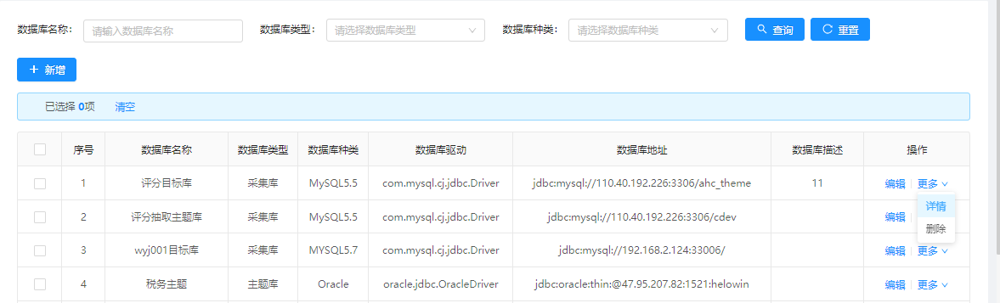 数据库名称： 请输入数据库名称 数据库类型： 请选择数据库类型 数据库种类： 请选择数据库种类 查询 重置
+ 新增
已选择 0项 清空
序号 数据库名称 数据库类型 数据库种类 数据库驱动 数据库地址 数据库描述 操作
1 评分目标库 采集库 MySQL5.5 com.mysql.cj.jdbc.Driver jdbc:mysql://110.40.192.226:3306/ahc_theme 11 编辑 更多
详情
2 评分抽取主题库 采集库 MySQL5.5 com.mysql.cj.jdbc.Driver jdbc:mysql://110.40.192.226:3306/cdev 编辑
删除
3 wyj001目标库 采集库 MYSQL5.7 com.mysql.cj.jdbc.Driver jdbc:mysql://192.168.2.124:33006/ 编辑 更多
4 税务主题 主题库 Oracle oracle.jdbc.OracleDriver jdbc:oracle:thin:@47.95.207.82:1521:helowin 编辑 更多